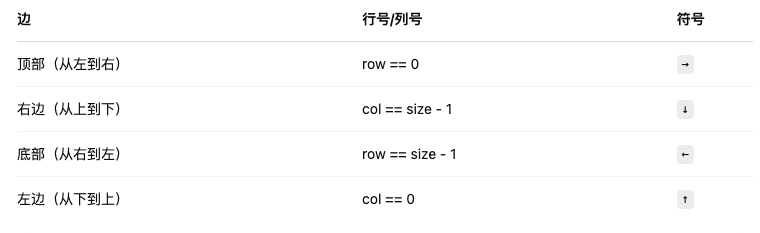 边 行号/列号 符号
顶部（从左到右） row == 0 →
右边（从上到下） col == size - 1 ↓
底部（从右到左） row == size - 1 ←
左边（从下到上） col == 0 ↑